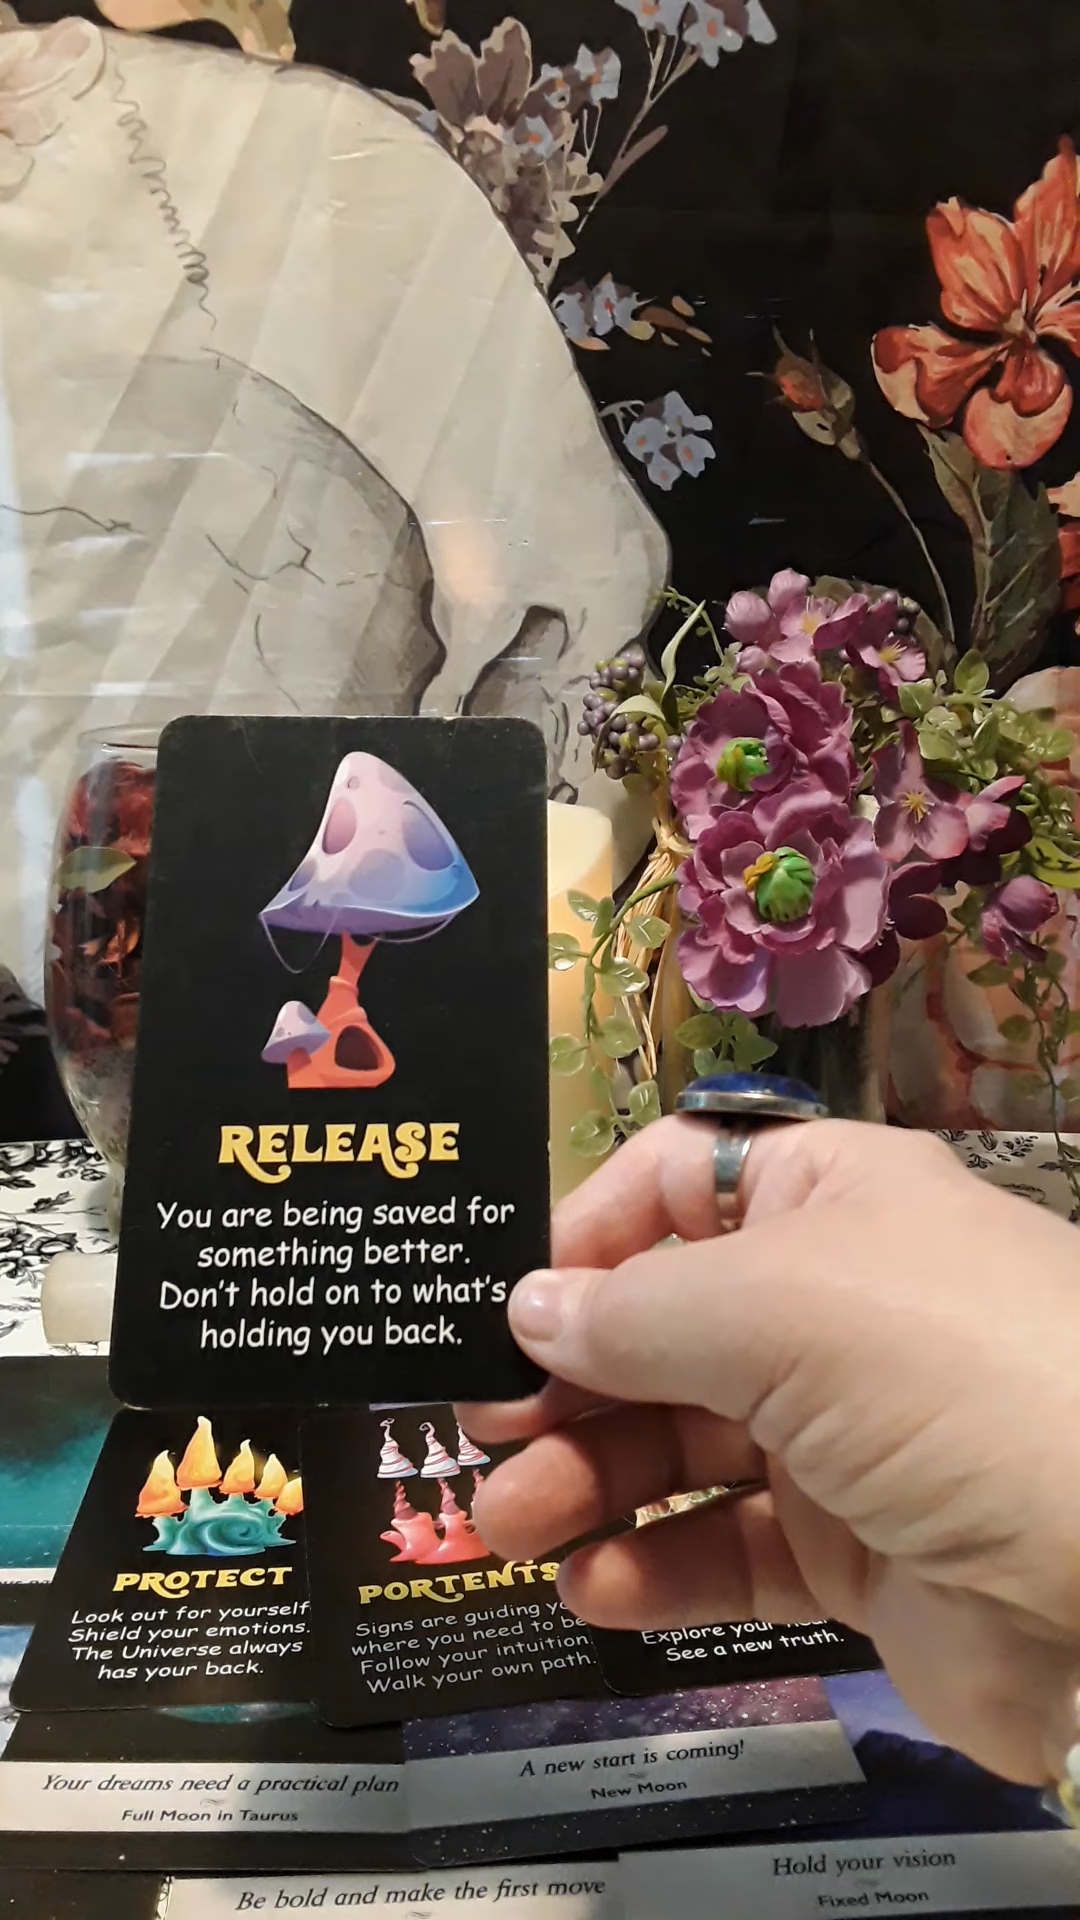 RELEASE
You are being saved for
something better.
Don't hold on to what's
holding you back.
PROTECT
Look out for yourself
Shield your emotions.
The Universe always
has your back.
PORTENTS
Signs are guiding
where you need to be
Follow your intuition.
Walk your own path.
Explore your
See a new truth.
Your dreams need a practical plan
Full Moon in Taurus
A new start is coming!
New Moon
Be bold and make the first move
Hold your vision
Fixed Moon